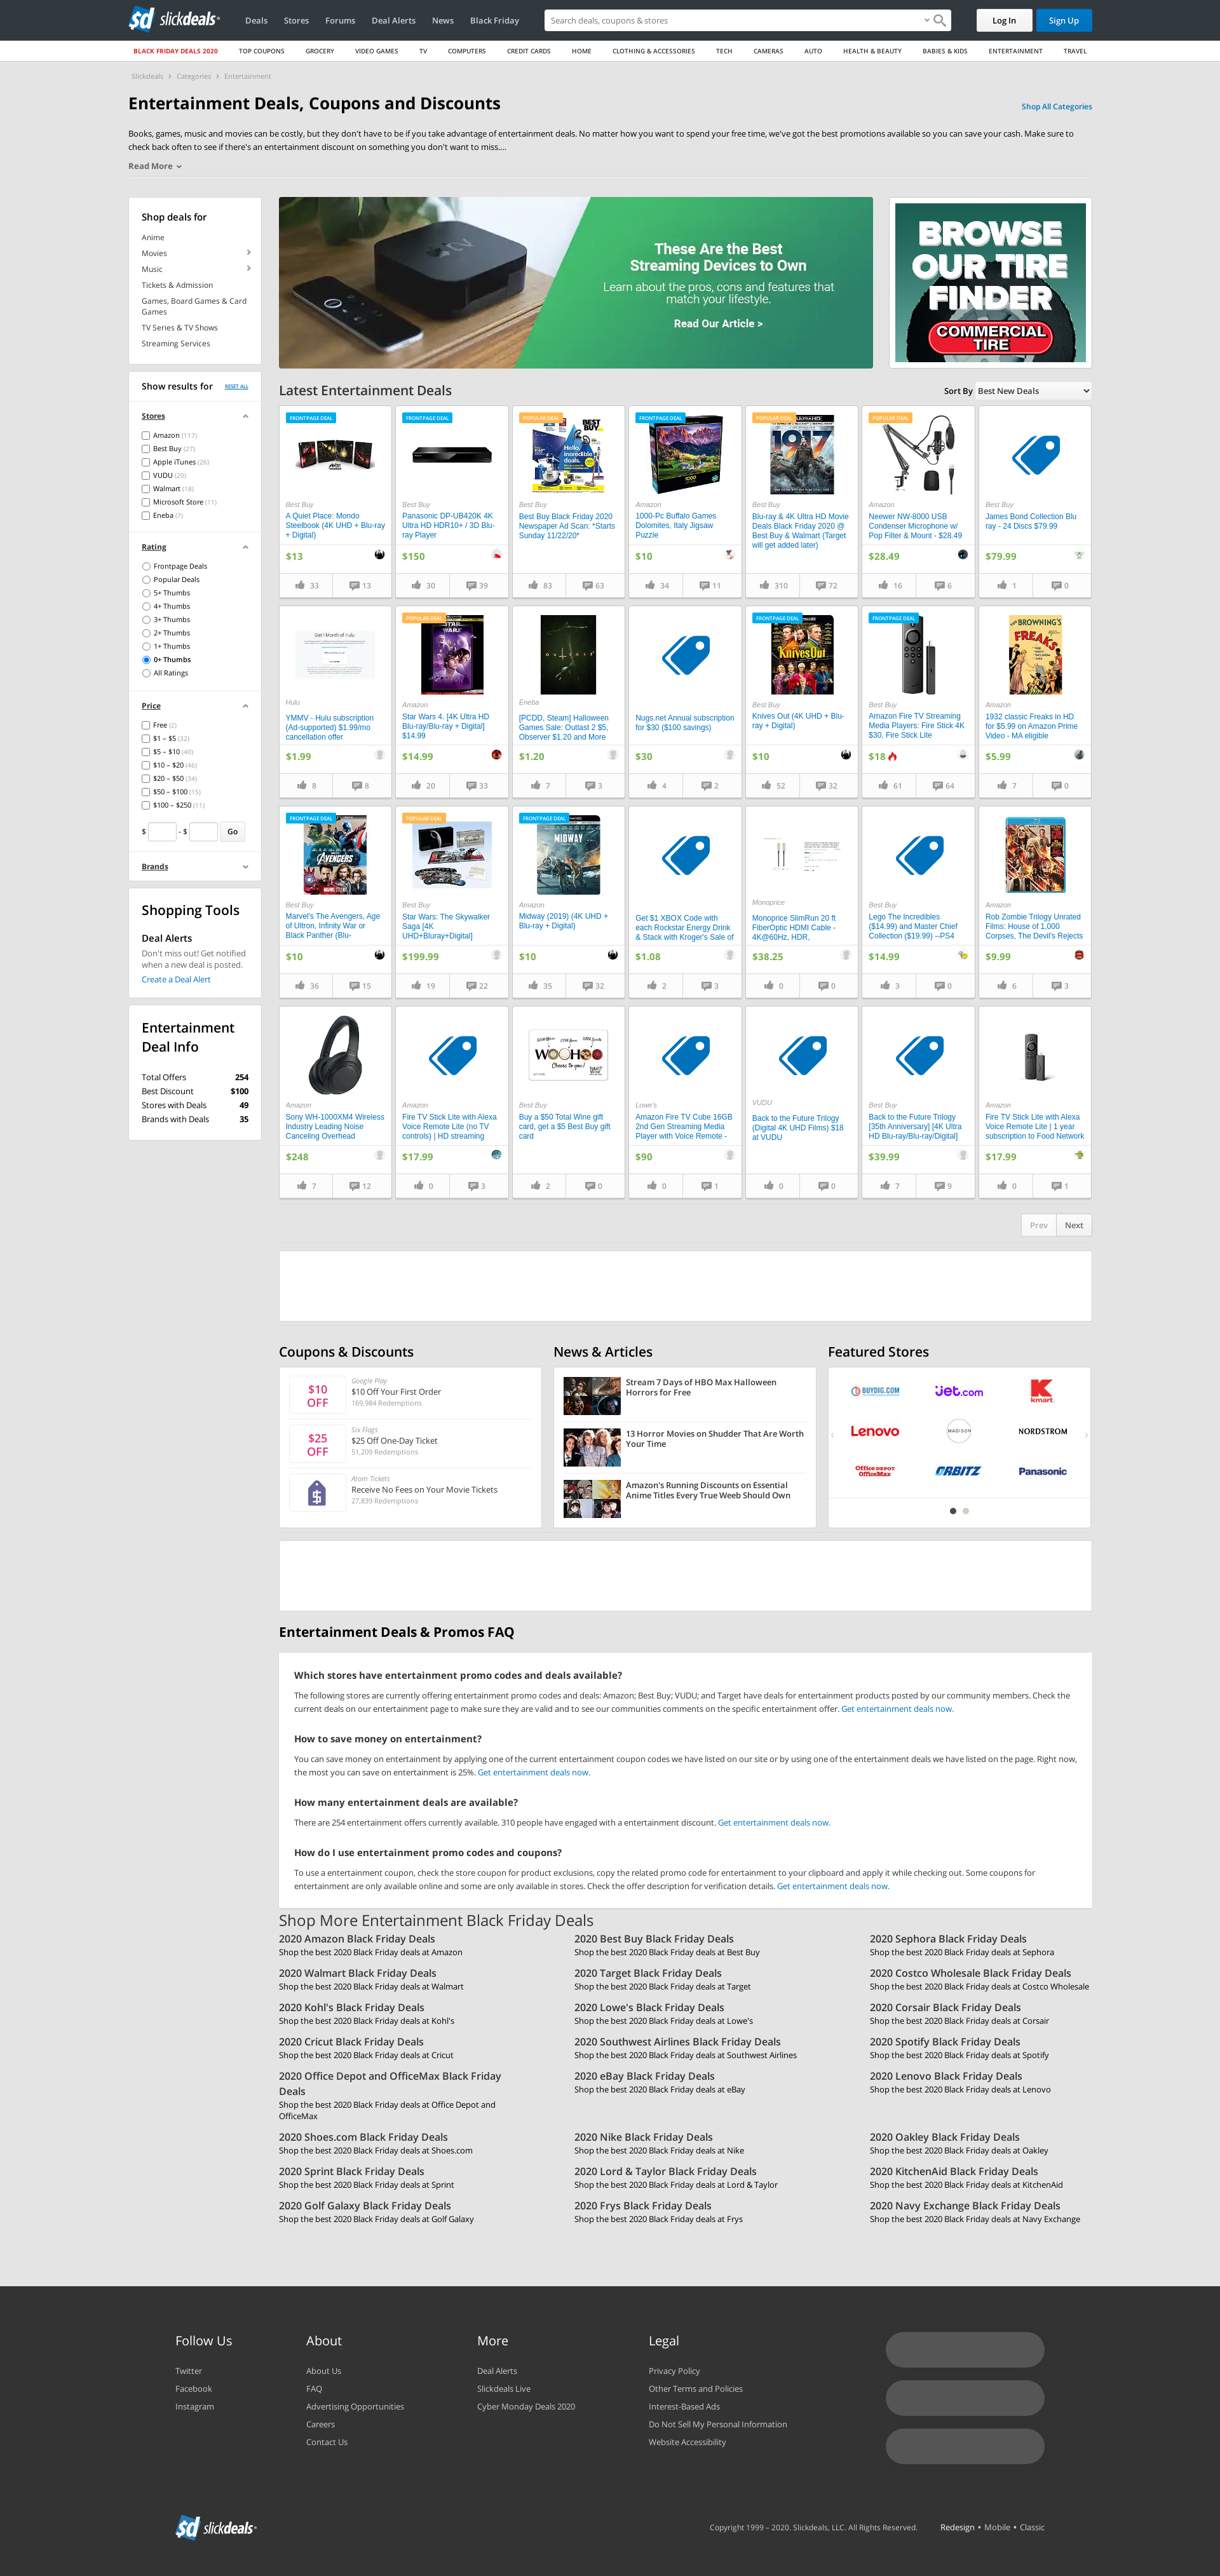 sd slickdeals
Deals
Stores
Forums
Deal Alerts
News
Black Friday
Search deals, coupons & stores
Log In
Sign Up
BLACK FRIDAY DEALS 2020
TOP COUPONS
GROCERY
VIDEO GAMES
TV
COMPUTERS
CREDIT CARDS
HOME
CLOTHING & ACCESSORIES
TECH
CAMERAS
AUTO
HEALTH & BEAUTY
BABIES & KIDS
ENTERTAINMENT
TRAVEL
Slickdeals › Categories › Entertainment
Entertainment Deals, Coupons and Discounts
Shop All Categories
Books, games, music and movies can be costly, but they don't have to be if you take advantage of entertainment deals. No matter how you want to spend your free time, we've got the best promotions available so you can save your cash. Make sure to
check back often to see if there's an entertainment discount on something you don't want to miss....
Read More
Shop deals for
Anime
Movies
Music
Tickets & Admission
Games, Board Games & Card
Games
TV Series & TV Shows
Streaming Services
Show results for
RESET ALL
Stores
Amazon (117)
Best Buy (27)
Apple iTunes (26)
VUDU (20)
Walmart (18)
Microsoft Store (11)
Eneba (7)
Rating
Frontpage Deals
Popular Deals
5+ Thumbs
4+ Thumbs
3+ Thumbs
2+ Thumbs
1+ Thumbs
0+ Thumbs
All Ratings
Price
Free (2)
$1 – $5 (32)
$5 – $10 (40)
$10 – $20 (46)
$20 – $50 (34)
$50 – $100 (15)
$100 – $250 (11)
$ - $ Go
Brands
Shopping Tools
Deal Alerts
Don't miss out! Get notified
when a new deal is posted.
Create a Deal Alert
Entertainment
Deal Info
Total Offers 254
Best Discount $100
Stores with Deals 49
Brands with Deals 35
tv
These Are the Best
Streaming Devices to Own
Learn about the pros, cons and features that
match your lifestyle.
Read Our Article >
BROWSE
OUR TIRE
FINDER
COMMERCIAL
TIRE
Latest Entertainment Deals
Sort By Best New Deals
FRONTPAGE DEAL
Best Buy
A Quiet Place: Mondo
Steelbook (4K UHD + Blu-ray
+ Digital)
$13
33 13
FRONTPAGE DEAL
Best Buy
Panasonic DP-UB420K 4K
Ultra HD HDR10+ / 3D Blu-
ray Player
$150
30 39
POPULAR DEAL
BEST BUY
Hello, incredible deals.
Best Buy
Best Buy Black Friday 2020
Newspaper Ad Scan: *Starts
Sunday 11/22/20*
83 63
FRONTPAGE DEAL
1000
Amazon
1000-Pc Buffalo Games
Dolomites, Italy Jigsaw
Puzzle
$10
34 11
POPULAR DEAL
HD
1917
Best Buy
Blu-ray & 4K Ultra HD Movie
Deals Black Friday 2020 @
Best Buy & Walmart (Target
will get added later)
310 72
POPULAR DEAL
Amazon
Neewer NW-8000 USB
Condenser Microphone w/
Pop Filter & Mount - $28.49
$28.49
16 6
Best Buy
James Bond Collection Blu
ray - 24 Discs $79.99
$79.99
1 0
Get 1 Month of Hulu
Hulu
YMMV - Hulu subscription
(Ad-supported) $1.99/mo
cancellation offer
$1.99
8 8
POPULAR DEAL
STAR WARS
Amazon
Star Wars 4. [4K Ultra HD
Blu-ray/Blu-ray + Digital]
$14.99
$14.99
20 33
OUTLAST
Eneba
[PCDD, Steam] Halloween
Games Sale: Outlast 2 $5,
Observer $1.20 and More
$1.20
7 3
Nugs.net Annual subscription
for $30 ($100 savings)
$30
4 2
FRONTPAGE DEAL
Knives Out
Best Buy
Knives Out (4K UHD + Blu-
ray + Digital)
$10
52 32
FRONTPAGE DEAL
Best Buy
Amazon Fire TV Streaming
Media Players: Fire Stick 4K
$30, Fire Stick Lite
$18
61 64
BROWNING'S
FREAKS
Amazon
1932 classic Freaks in HD
for $5.99 on Amazon Prime
Video - MA eligible
$5.99
7 0
FRONTPAGE DEAL
AVENGERS
Best Buy
Marvel's The Avengers, Age
of Ultron, Infinity War or
Black Panther (Blu-
$10
36 15
POPULAR DEAL
Best Buy
Star Wars: The Skywalker
Saga [4K
UHD+Bluray+Digital]
$199.99
19 22
FRONTPAGE DEAL
MIDWAY
Amazon
Midway (2019) (4K UHD +
Blu-ray + Digital)
$10
35 32
Get $1 XBOX Code with
each Rockstar Energy Drink
& Stack with Kroger's Sale of
$1.08
2 3
Monoprice
Monoprice SlimRun 20 ft
FiberOptic HDMI Cable -
4K@60Hz, HDR,
$38.25
0 0
Best Buy
Lego The Incredibles
($14.99) and Master Chief
Collection ($19.99) --PS4
$14.99
3 0
Amazon
Rob Zombie Trilogy Unrated
Films: House of 1,000
Corpses, The Devil's Rejects
$9.99
6 3
Amazon
Sony WH-1000XM4 Wireless
Industry Leading Noise
Canceling Overhead
$248
7 12
Amazon
Fire TV Stick Lite with Alexa
Voice Remote Lite (no TV
controls) | HD streaming
$17.99
0 3
WOOHOO
Cheers to you!
Best Buy
Buy a $50 Total Wine gift
card, get a $5 Best Buy gift
card
2 0
Lowe's
Amazon Fire TV Cube 16GB
2nd Gen Streaming Media
Player with Voice Remote -
$90
0 1
VUDU
Back to the Future Trilogy
(Digital 4K UHD Films) $18
at VUDU
0 0
Best Buy
Back to the Future Trilogy
[35th Anniversary] [4K Ultra
HD Blu-ray/Blu-ray/Digital]
$39.99
7 9
Amazon
Fire TV Stick Lite with Alexa
Voice Remote Lite | 1 year
subscription to Food Network
$17.99
0 1
Prev
Next
Coupons & Discounts
$10
OFF
Google Play
$10 Off Your First Order
169,984 Redemptions
$25
OFF
Six Flags
$25 Off One-Day Ticket
51,209 Redemptions
$
Atom Tickets
Receive No Fees on Your Movie Tickets
27,839 Redemptions
News & Articles
Stream 7 Days of HBO Max Halloween
Horrors for Free
13 Horror Movies on Shudder That Are Worth
Your Time
Amazon's Running Discounts on Essential
Anime Titles Every True Weeb Should Own
Featured Stores
BUYDIG.COM
jet.com
K
kmart
Lenovo
MADISON
NORDSTROM
Office DEPOT
OfficeMax
ORBITZ
Panasonic
Entertainment Deals & Promos FAQ
Which stores have entertainment promo codes and deals available?
The following stores are currently offering entertainment promo codes and deals: Amazon; Best Buy; VUDU; and Target have deals for entertainment products posted by our community members. Check the
current deals on our entertainment page to make sure they are valid and to see our communities comments on the specific entertainment offer. Get entertainment deals now.
How to save money on entertainment?
You can save money on entertainment by applying one of the current entertainment coupon codes we have listed on our site or by using one of the entertainment deals we have listed on the page. Right now,
the most you can save on entertainment is 25%. Get entertainment deals now.
How many entertainment deals are available?
There are 254 entertainment offers currently available. 310 people have engaged with a entertainment discount. Get entertainment deals now.
How do I use entertainment promo codes and coupons?
To use a entertainment coupon, check the store coupon for product exclusions, copy the related promo code for entertainment to your clipboard and apply it while checking out. Some coupons for
entertainment are only available online and some are only available in stores. Check the offer description for verification details. Get entertainment deals now.
Shop More Entertainment Black Friday Deals
2020 Amazon Black Friday Deals
Shop the best 2020 Black Friday deals at Amazon
2020 Best Buy Black Friday Deals
Shop the best 2020 Black Friday deals at Best Buy
2020 Sephora Black Friday Deals
Shop the best 2020 Black Friday deals at Sephora
2020 Walmart Black Friday Deals
Shop the best 2020 Black Friday deals at Walmart
2020 Target Black Friday Deals
Shop the best 2020 Black Friday deals at Target
2020 Costco Wholesale Black Friday Deals
Shop the best 2020 Black Friday deals at Costco Wholesale
2020 Kohl's Black Friday Deals
Shop the best 2020 Black Friday deals at Kohl's
2020 Lowe's Black Friday Deals
Shop the best 2020 Black Friday deals at Lowe's
2020 Corsair Black Friday Deals
Shop the best 2020 Black Friday deals at Corsair
2020 Cricut Black Friday Deals
Shop the best 2020 Black Friday deals at Cricut
2020 Southwest Airlines Black Friday Deals
Shop the best 2020 Black Friday deals at Southwest Airlines
2020 Spotify Black Friday Deals
Shop the best 2020 Black Friday deals at Spotify
2020 Office Depot and OfficeMax Black Friday
Deals
Shop the best 2020 Black Friday deals at Office Depot and
OfficeMax
2020 eBay Black Friday Deals
Shop the best 2020 Black Friday deals at eBay
2020 Lenovo Black Friday Deals
Shop the best 2020 Black Friday deals at Lenovo
2020 Shoes.com Black Friday Deals
Shop the best 2020 Black Friday deals at Shoes.com
2020 Nike Black Friday Deals
Shop the best 2020 Black Friday deals at Nike
2020 Oakley Black Friday Deals
Shop the best 2020 Black Friday deals at Oakley
2020 Sprint Black Friday Deals
Shop the best 2020 Black Friday deals at Sprint
2020 Lord & Taylor Black Friday Deals
Shop the best 2020 Black Friday deals at Lord & Taylor
2020 KitchenAid Black Friday Deals
Shop the best 2020 Black Friday deals at KitchenAid
2020 Golf Galaxy Black Friday Deals
Shop the best 2020 Black Friday deals at Golf Galaxy
2020 Frys Black Friday Deals
Shop the best 2020 Black Friday deals at Frys
2020 Navy Exchange Black Friday Deals
Shop the best 2020 Black Friday deals at Navy Exchange
Follow Us
Twitter
Facebook
Instagram
About
About Us
FAQ
Advertising Opportunities
Careers
Contact Us
More
Deal Alerts
Slickdeals Live
Cyber Monday Deals 2020
Legal
Privacy Policy
Other Terms and Policies
Interest-Based Ads
Do Not Sell My Personal Information
Website Accessibility
sd slickdeals
Copyright 1999 – 2020. Slickdeals, LLC. All Rights Reserved.
Redesign • Mobile • Classic